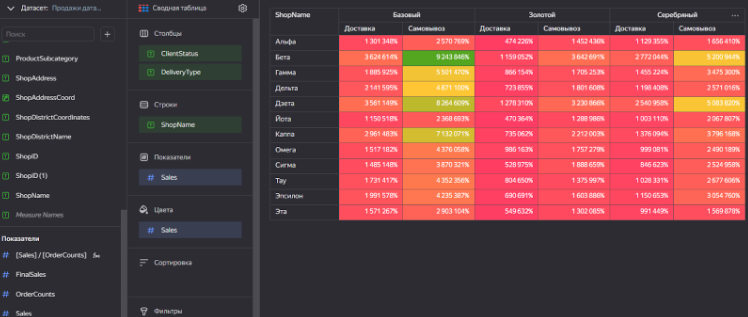 Датасет: Продажи дата...
Поиск
ProductSubcategory
ShopAddress
ShopAddressCoord
ShopDistrictCoordinates
ShopDistrictName
ShopID
ShopID (1)
ShopName
Measure Names
Показатели
[Sales] / [OrderCounts]
FinalSales
OrderCounts
Sales
Сводная таблица
Столбцы
ClientStatus
DeliveryType
Строки
ShopName
Показатели
Sales
Цвета
Sales
Сортировка
Фильтры
ShopName Базовый Золотой Серебряный ...
Доставка Самовывоз Доставка Самовывоз Доставка Самовывоз
Альфа 1 301 348% 2 570 769% 474 226% 1 452 436% 1 129 355% 1 656 410%
Бета 3 624 614% 9 243 846% 1 159 052% 3 642 691% 2 772 044% 5 200 944%
Гамма 1 885 925% 5 501 470% 866 154% 1 705 253% 1 455 224% 3 475 300%
Дельта 2 141 595% 4 871 100% 723 855% 1 801 016% 1 198 408% 2 571 016%
Дзета 3 561 149% 8 264 609% 1 278 310% 3 230 866% 2 540 958% 5 083 820%
Йота 1 150 518% 2 368 693% 470 364% 1 288 986% 1 003 110% 2 067 807%
Каппа 2 961 483% 7 132 071% 735 062% 2 212 003% 1 376 094% 3 796 168%
Омега 1 517 182% 4 376 058% 986 163% 1 757 279% 999 081% 2 490 189%
Сигма 1 485 148% 3 870 321% 528 975% 1 888 659% 846 623% 2 524 958%
Тау 1 731 417% 4 352 356% 804 650% 1 375 997% 1 028 331% 2 677 606%
Эпсилон 1 991 578% 4 235 387% 690 691% 1 603 886% 1 150 653% 3 054 760%
Эта 1 571 267% 2 903 104% 549 632% 1 302 085% 991 449% 1 569 878%